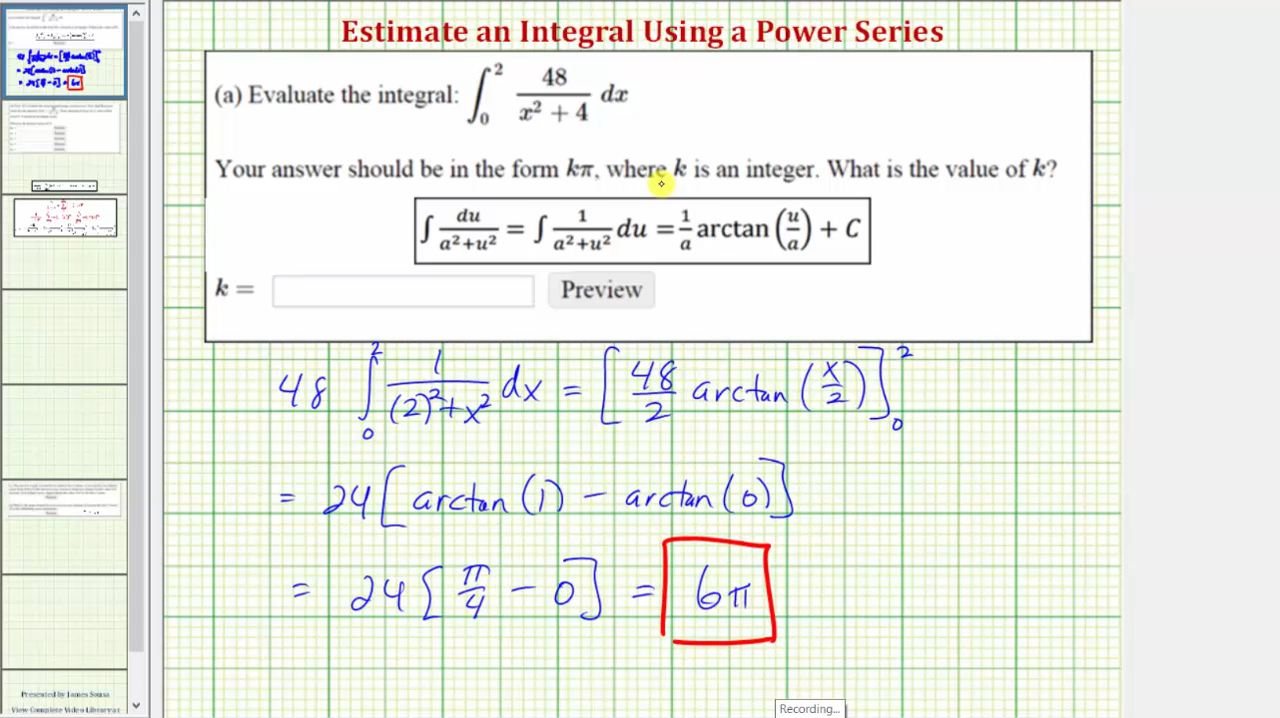 Estimate an Integral Using a Power Series
(a) Evaluate the integral: ∫₀² 48/(x² + 4) dx
Your answer should be in the form kπ, where k is an integer. What is the value of k?
∫ du/(a²+u²) = ∫ 1/(a²+u²) du = 1/a arctan (u/a) + C
k =
Preview
48 ∫₀² 1/((2)²+x²) dx = [48/2 arctan (x/2)]₀²
= 24 [arctan (1) − arctan (0)]
= 24 [π/4 − 0] = 6π
Presented by James Sousa
View Complete Video Library at
Recording...